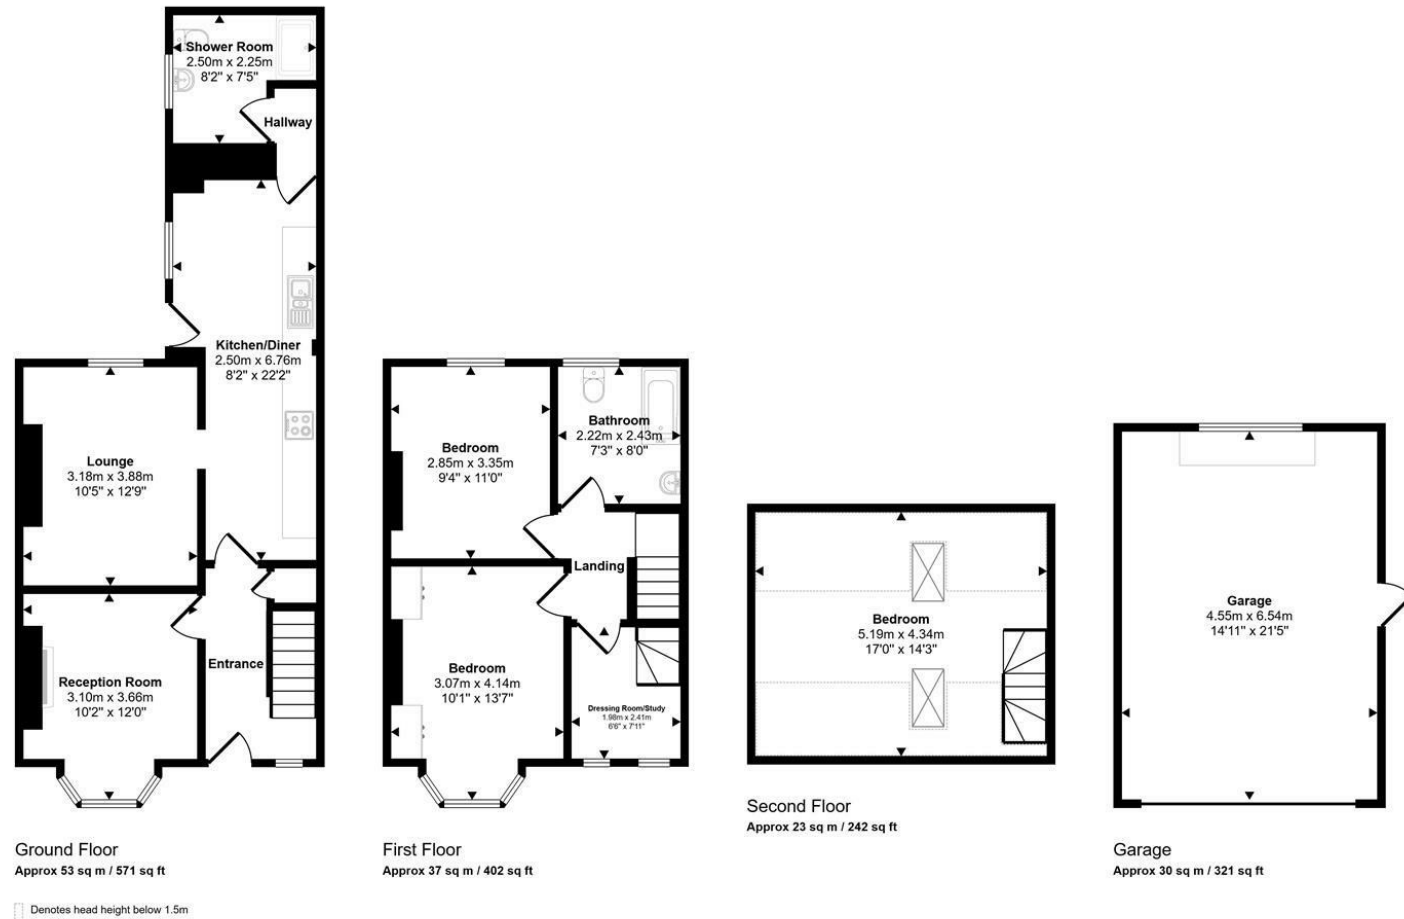 Shower Room
2.50m x 2.25m
8'2" x 7'5"
Hallway
Kitchen/Diner
2.50m x 6.76m
8'2" x 22'2"
Lounge
3.18m x 3.88m
10'5" x 12'9"
Reception Room
3.10m x 3.66m
10'2" x 12'0"
Entrance
Ground Floor
Approx 53 sq m / 571 sq ft
Denotes head height below 1.5m
Bedroom
2.85m x 3.35m
9'4" x 11'0"
Bathroom
2.22m x 2.43m
7'3" x 8'0"
Landing
Bedroom
3.07m x 4.14m
10'1" x 13'7"
Dressing Room/Study
1.98m x 2.41m
6'6" x 7'11"
First Floor
Approx 37 sq m / 402 sq ft
Bedroom
5.19m x 4.34m
17'0" x 14'3"
Second Floor
Approx 23 sq m / 242 sq ft
Garage
4.55m x 6.54m
14'11" x 21'5"
Garage
Approx 30 sq m / 321 sq ft